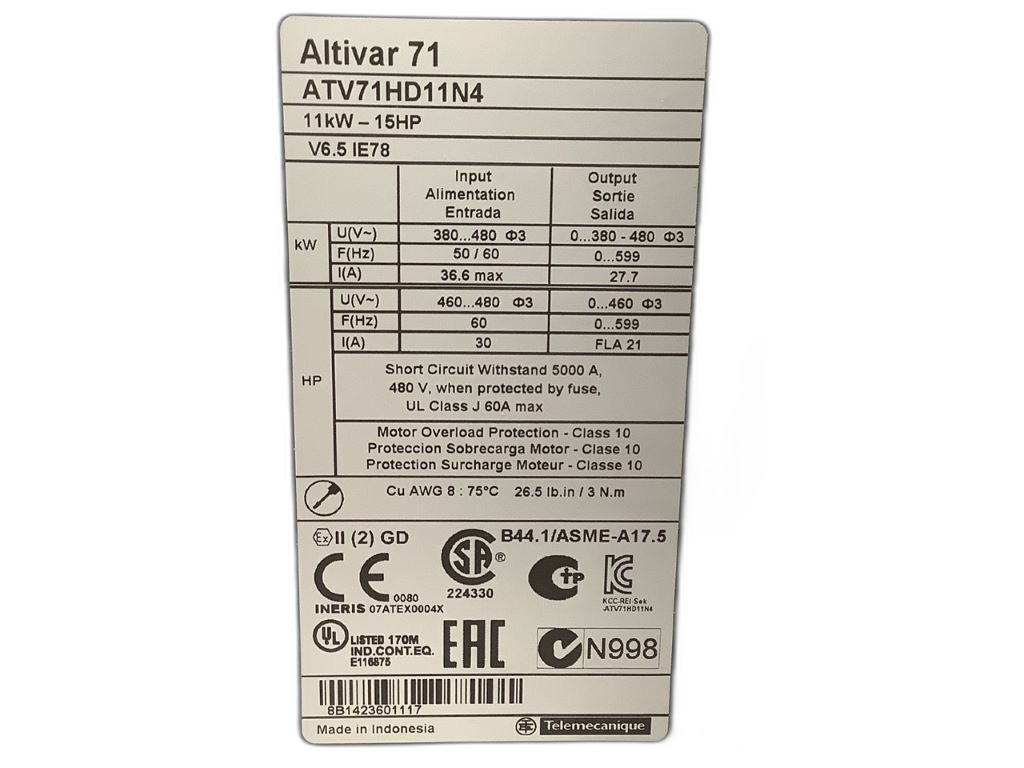 Altivar 71
ATV71HD11N4
11kW – 15HP
V6.5 IE78
Input Output
Alimentation Sortie
Entrada Salida
kW
U(V~) 380...480 Φ3 0...380 - 480 Φ3
F(Hz) 50 / 60 0...599
I(A) 36.6 max 27.7
HP
U(V~) 460...480 Φ3 0...460 Φ3
F(Hz) 60 0...599
I(A) 30 FLA 21
Short Circuit Withstand 5000 A,
480 V, when protected by fuse,
UL Class J 60A max
Motor Overload Protection - Class 10
Proteccion Sobrecarga Motor - Clase 10
Protection Surcharge Moteur - Classe 10
Cu AWG 8 : 75°C 26.5 lb.in / 3 N.m
Ex II (2) GD
CE 0080
INERIS 07ATEX0004X
SA ®
224330
B44.1/ASME-A17.5
KCC-REI-Sek
-ATV71HD11N4
UL LISTED 170M
IND.CONT.EQ.
E116875
EAC
N998
8B1423601117
Made in Indonesia
Telemecanique